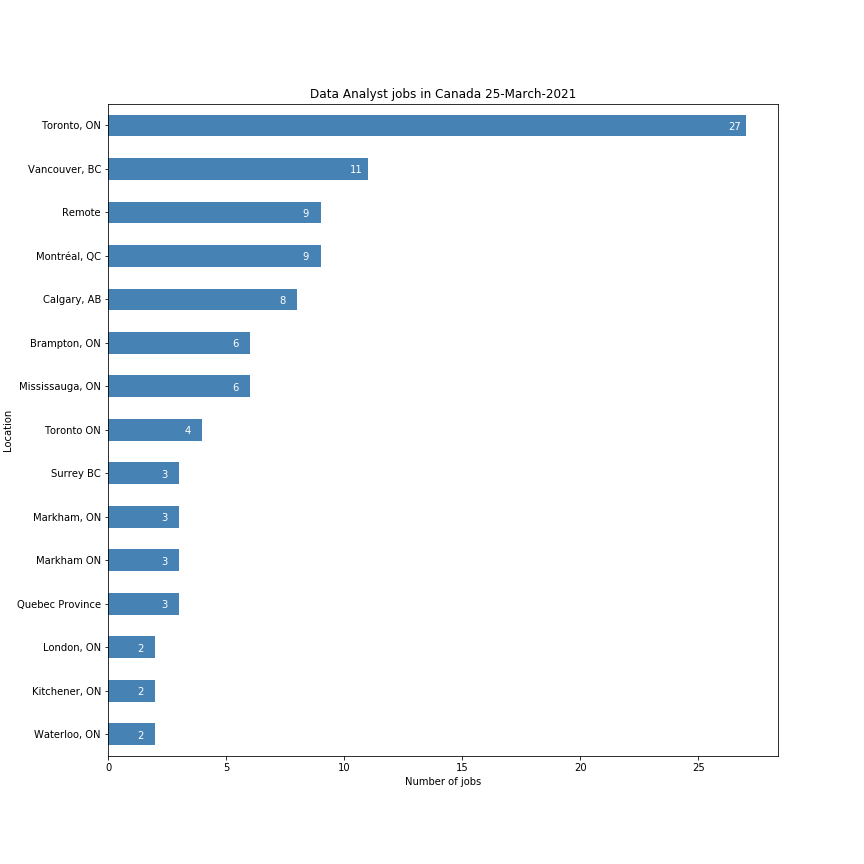 Data Analyst jobs in Canada 25-March-2021
Toronto, ON 27
Vancouver, BC 11
Remote 9
Montréal, QC 9
Calgary, AB 8
Brampton, ON 6
Mississauga, ON 6
Toronto ON 4
Surrey BC 3
Markham, ON 3
Markham ON 3
Quebec Province 3
London, ON 2
Kitchener, ON 2
Waterloo, ON 2
Location
0 5 10 15 20 25
Number of jobs